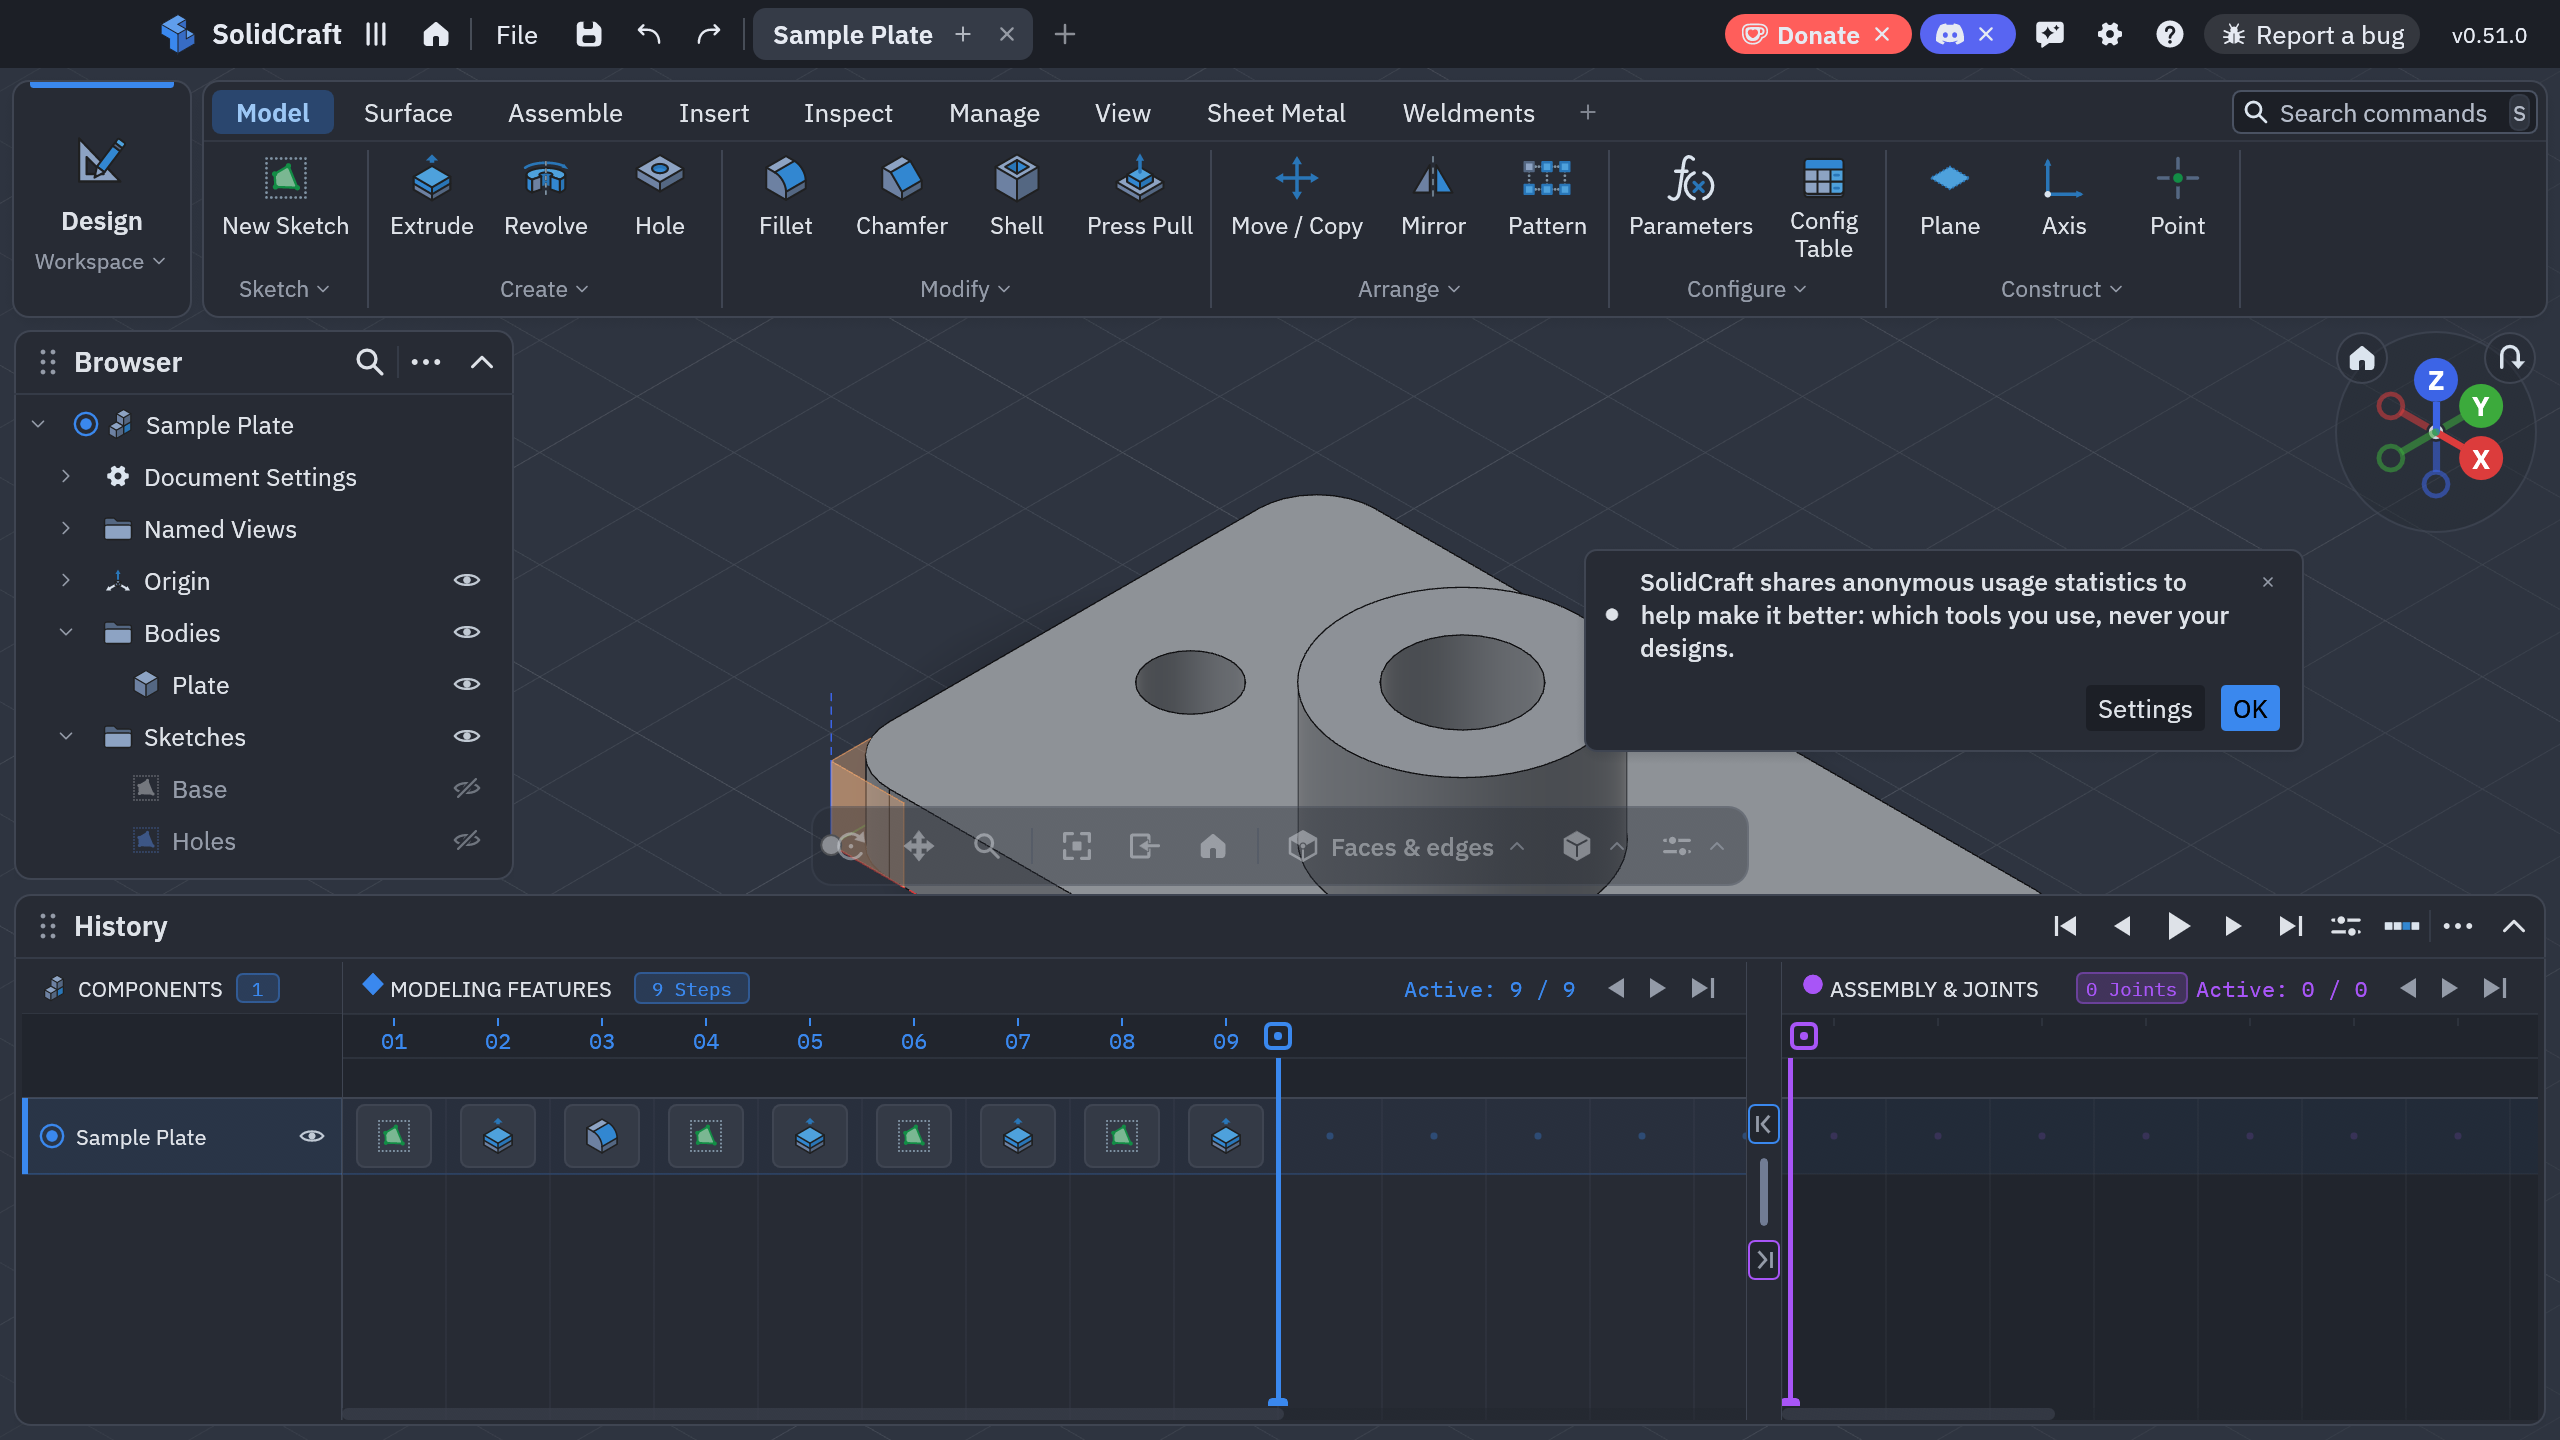 SolidCraft
File
Sample Plate
Donate
Report a bug
v0.51.0
Design
Workspace
Model
Surface
Assemble
Insert
Inspect
Manage
View
Sheet Metal
Weldments
Search commands
S
New Sketch
Sketch
Extrude
Revolve
Hole
Create
Fillet
Chamfer
Shell
Press Pull
Modify
Move / Copy
Mirror
Pattern
Arrange
Parameters
Config
Table
Configure
Plane
Axis
Point
Construct
Browser
Sample Plate
Document Settings
Named Views
Origin
Bodies
Plate
Sketches
Base
Holes
Z
Y
X
SolidCraft shares anonymous usage statistics to
help make it better: which tools you use, never your
designs.
Settings
OK
Faces & edges
History
COMPONENTS
1
MODELING FEATURES
9 Steps
Active: 9 / 9
ASSEMBLY & JOINTS
0 Joints
Active: 0 / 0
01
02
03
04
05
06
07
08
09
Sample Plate